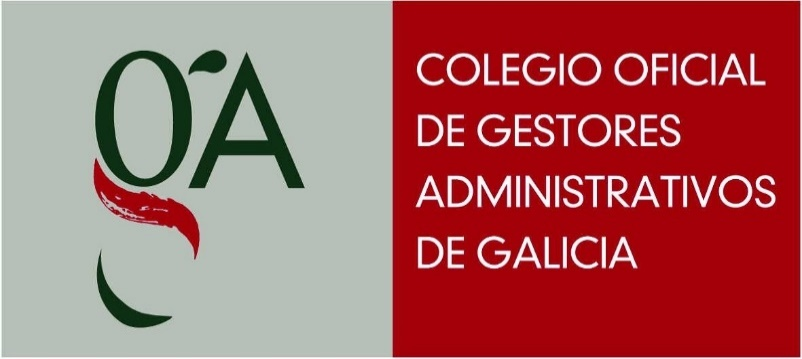 gA
COLEGIO OFICIAL
DE GESTORES
ADMINISTRATIVOS
DE GALICIA